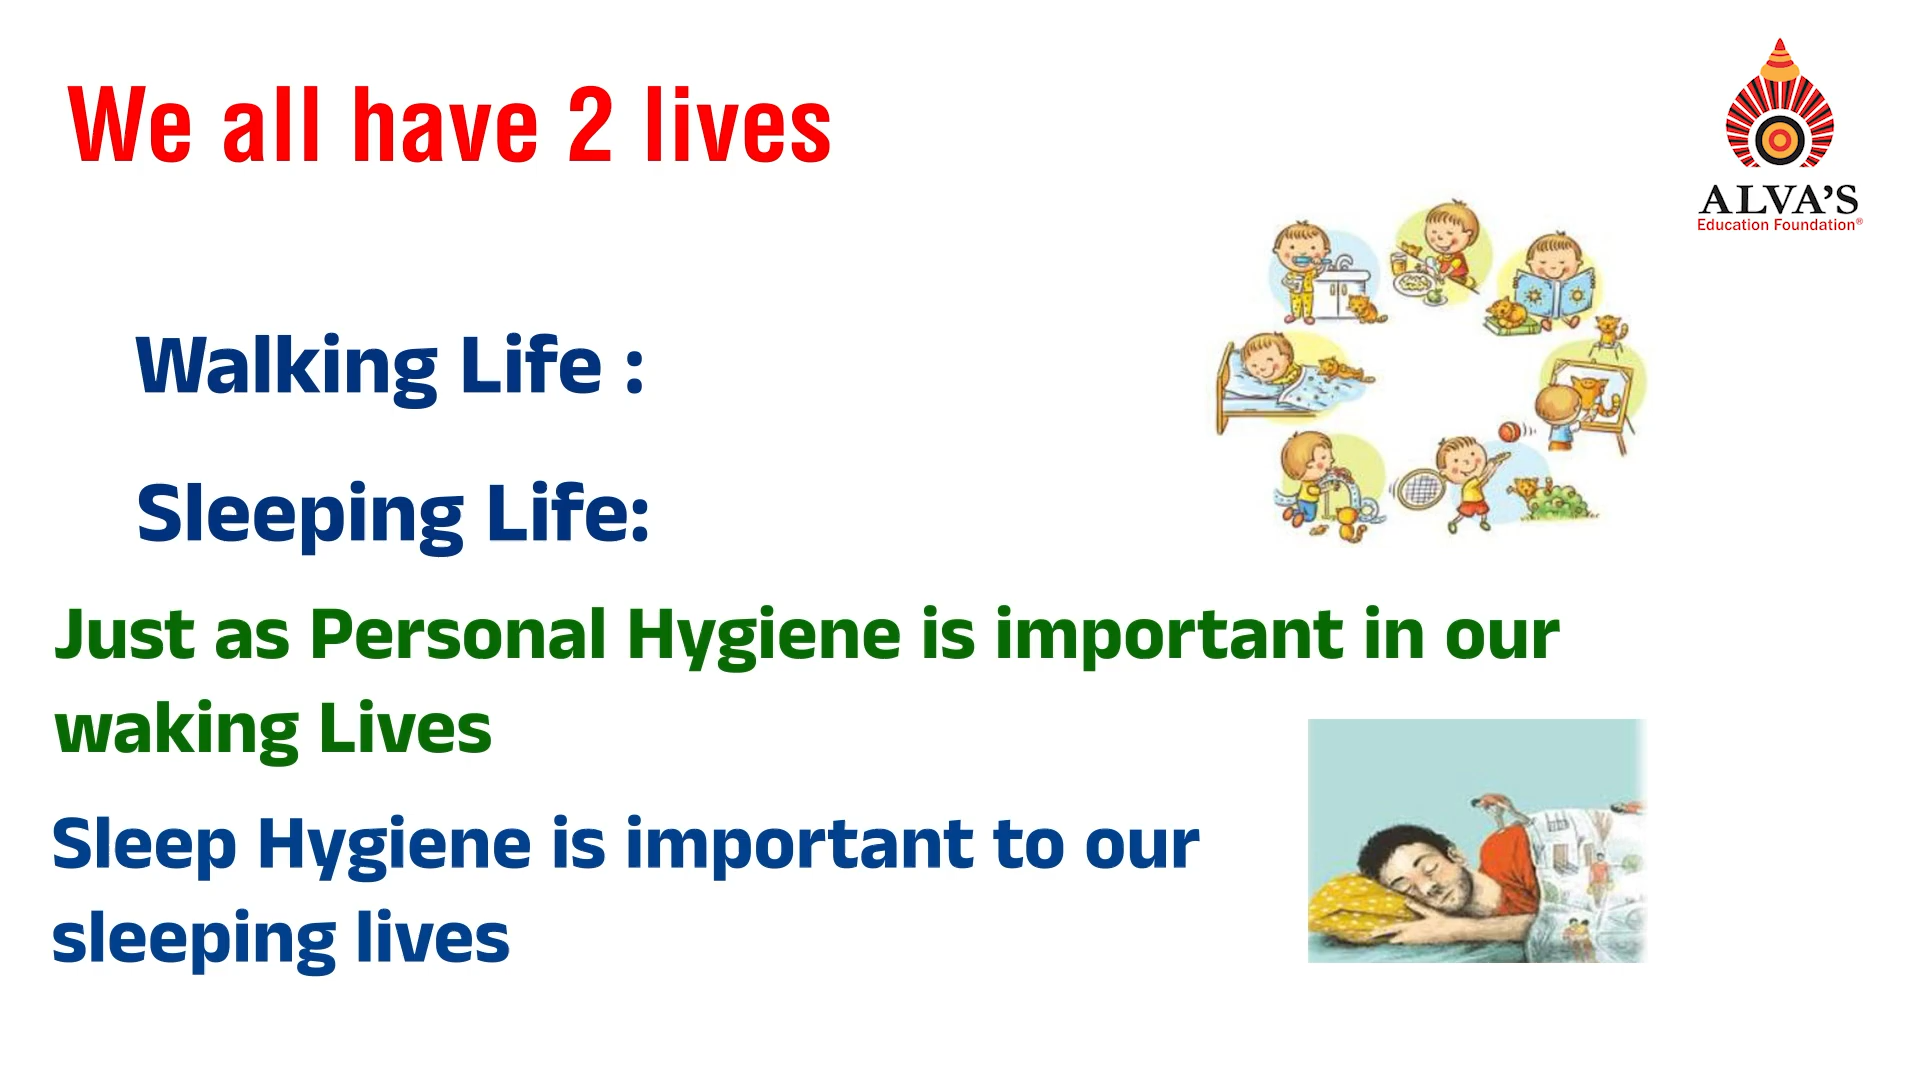 We all have 2 lives
ALVA'S
Education Foundation®
Walking Life :
Sleeping Life:
Just as Personal Hygiene is important in our
waking Lives
Sleep Hygiene is important to our
sleeping lives